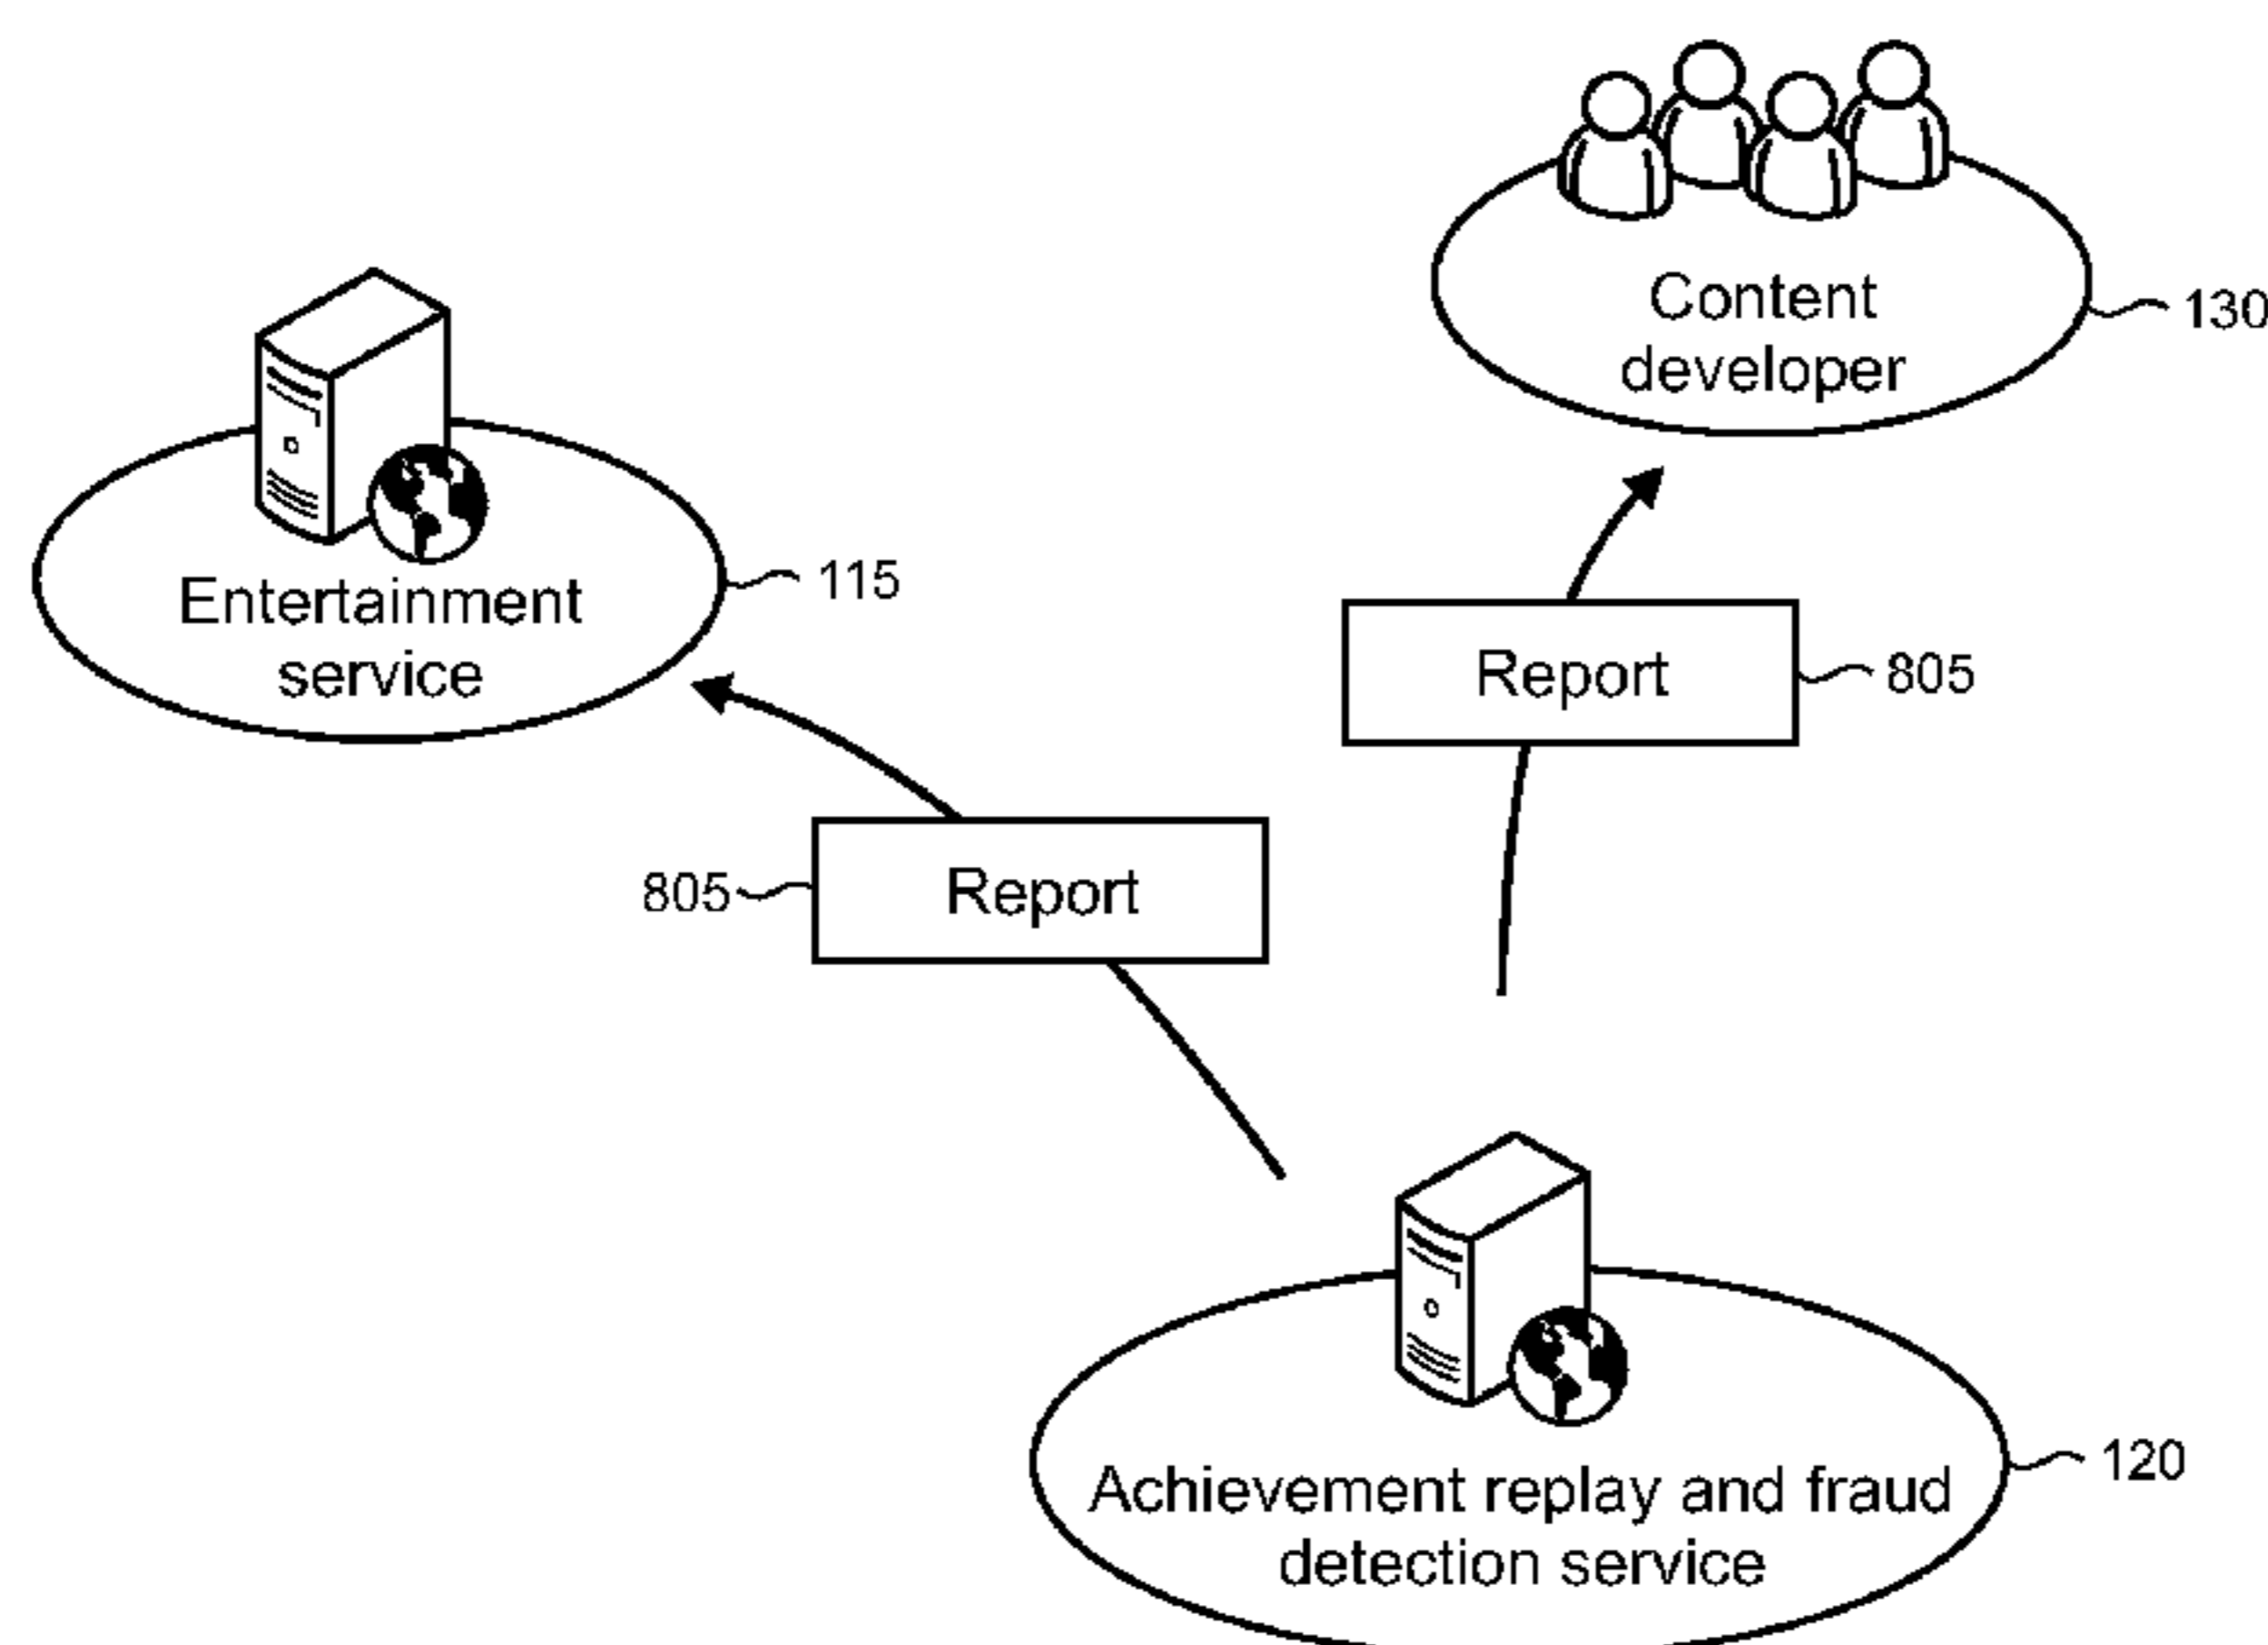 Content
developer
130
Entertainment
service
115
Report
805
805
Report
Achievement replay and fraud
detection service
120